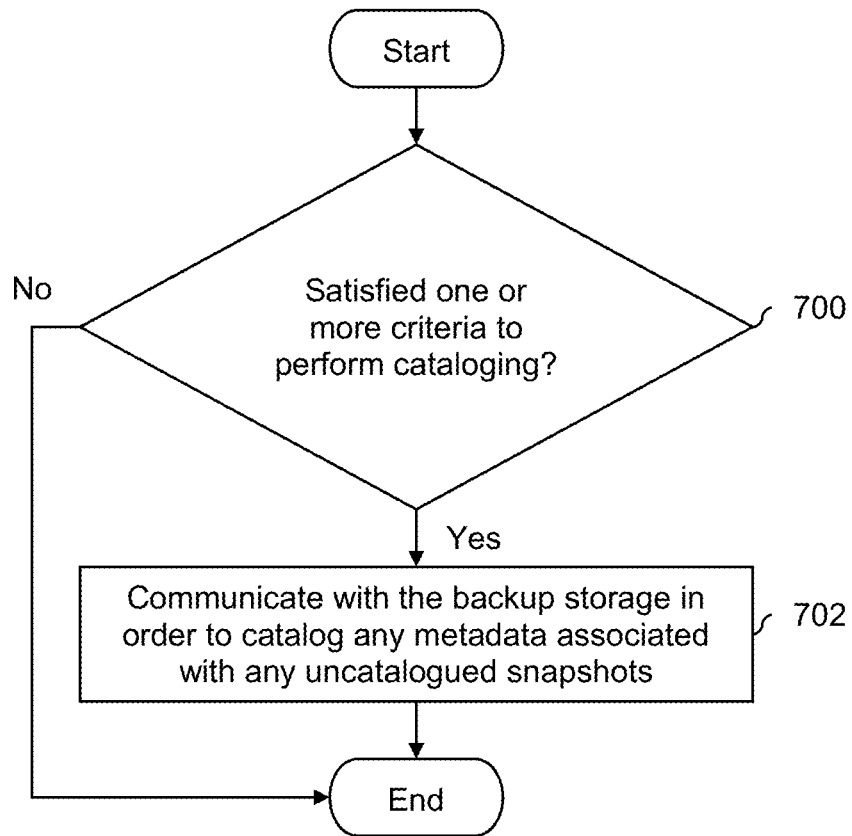 Start
No
Satisfied one or
more criteria to
perform cataloging?
700
Yes
Communicate with the backup storage in
order to catalog any metadata associated
with any uncatalogued snapshots
702
End